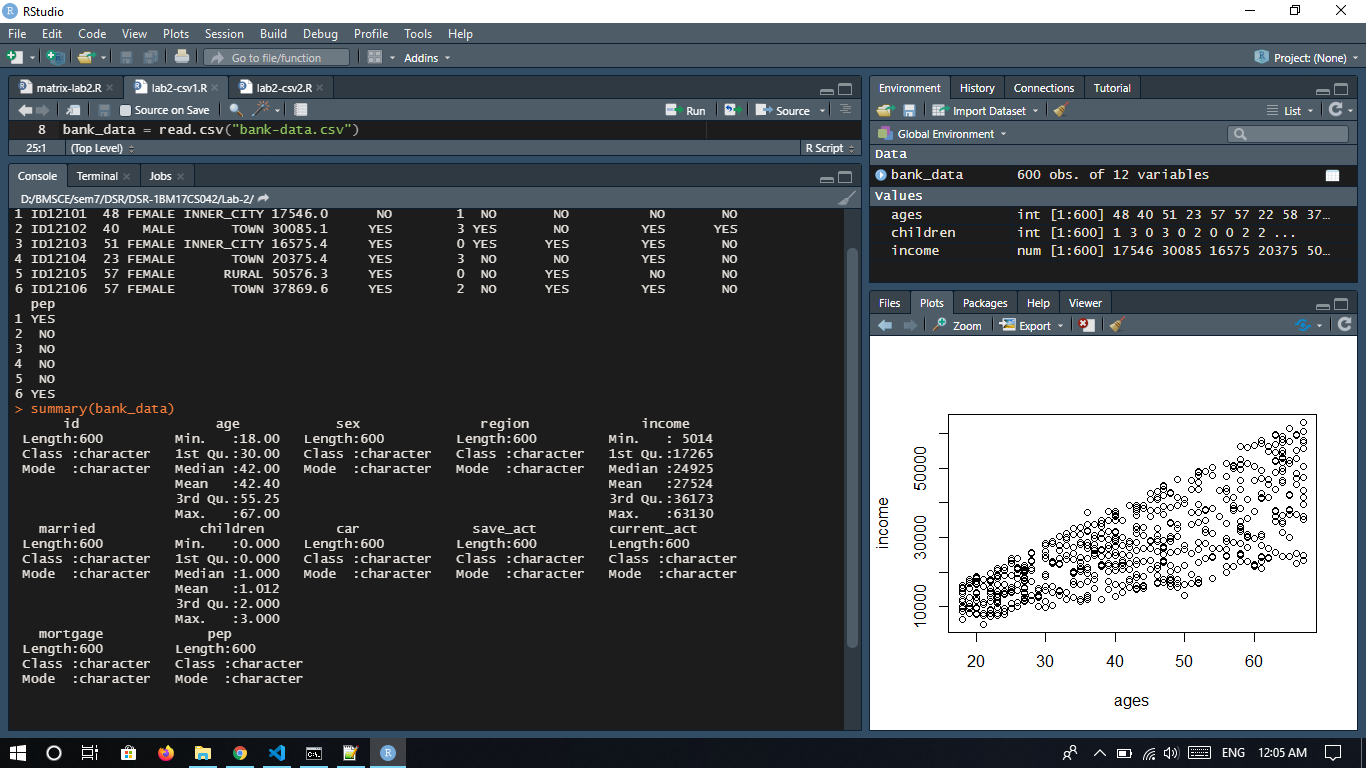 RStudio
File Edit Code View Plots Session Build Debug Profile Tools Help
Go to file/function Addins Project: (None)
matrix-lab2.R lab2-csv1.R lab2-csv2.R
Source on Save Run Source
8 bank_data = read.csv("bank-data.csv")
25:1 (Top Level) R Script
Console Terminal Jobs
D:/BMSCE/sem7/DSR/DSR-1BM17CS042/Lab-2/
1 ID12101 48 FEMALE INNER_CITY 17546.0 NO 1 NO NO NO NO
2 ID12102 40 MALE TOWN 30085.1 YES 3 YES NO YES YES
3 ID12103 51 FEMALE INNER_CITY 16575.4 YES 0 YES YES YES NO
4 ID12104 23 FEMALE TOWN 20375.4 YES 3 NO NO YES NO
5 ID12105 57 FEMALE RURAL 50576.3 YES 0 NO YES NO NO
6 ID12106 57 FEMALE TOWN 37869.6 YES 2 NO YES YES NO
pep
1 YES
2 NO
3 NO
4 NO
5 NO
6 YES
> summary(bank_data)
id age sex region income
Length:600 Min. :18.00 Length:600 Length:600 Min. : 5014
Class :character 1st Qu.:30.00 Class :character Class :character 1st Qu.:17265
Mode :character Median :42.00 Mode :character Mode :character Median :24925
Mean :42.40 Mean :27524
3rd Qu.:55.25 3rd Qu.:36173
Max. :67.00 Max. :63130
married children car save_act current_act
Length:600 Min. :0.000 Length:600 Length:600 Length:600
Class :character 1st Qu.:0.000 Class :character Class :character Class :character
Mode :character Median :1.000 Mode :character Mode :character Mode :character
Mean :1.012
3rd Qu.:2.000
Max. :3.000
mortgage pep
Length:600 Length:600
Class :character Class :character
Mode :character Mode :character
Environment History Connections Tutorial
Import Dataset List
Global Environment
Data
bank_data 600 obs. of 12 variables
Values
ages int [1:600] 48 40 51 23 57 57 22 58 37…
children int [1:600] 1 3 0 3 0 2 0 0 2 2 ...
income num [1:600] 17546 30085 16575 20375 50…
Files Plots Packages Help Viewer
Zoom Export
income
50000
30000
10000
20 30 40 50 60
ages
ENG 12:05 AM